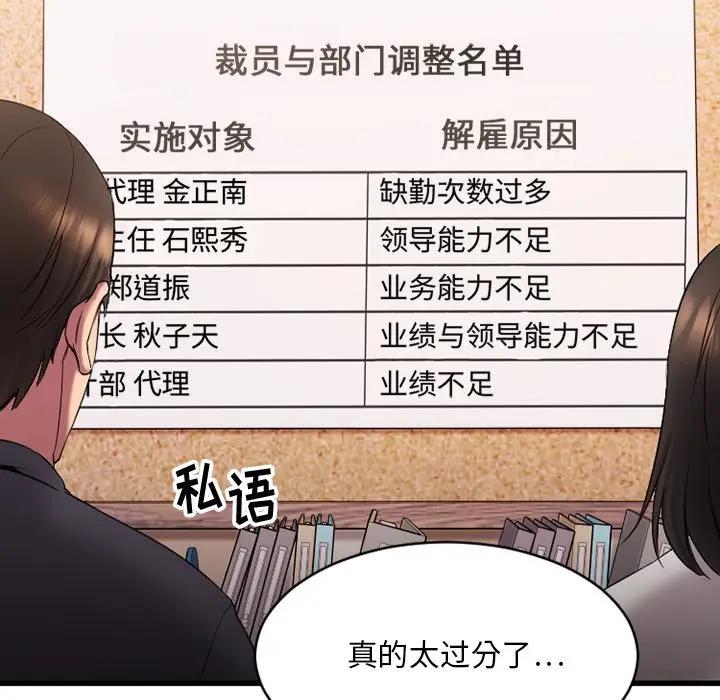 裁员与部门调整名单
实施对象 解雇原因
代理 金正南 缺勤次数过多
主任 石熙秀 领导能力不足
郑道振 业务能力不足
长 秋子天 业绩与领导能力不足
部 代理 业绩不足
私语
真的太过分了...